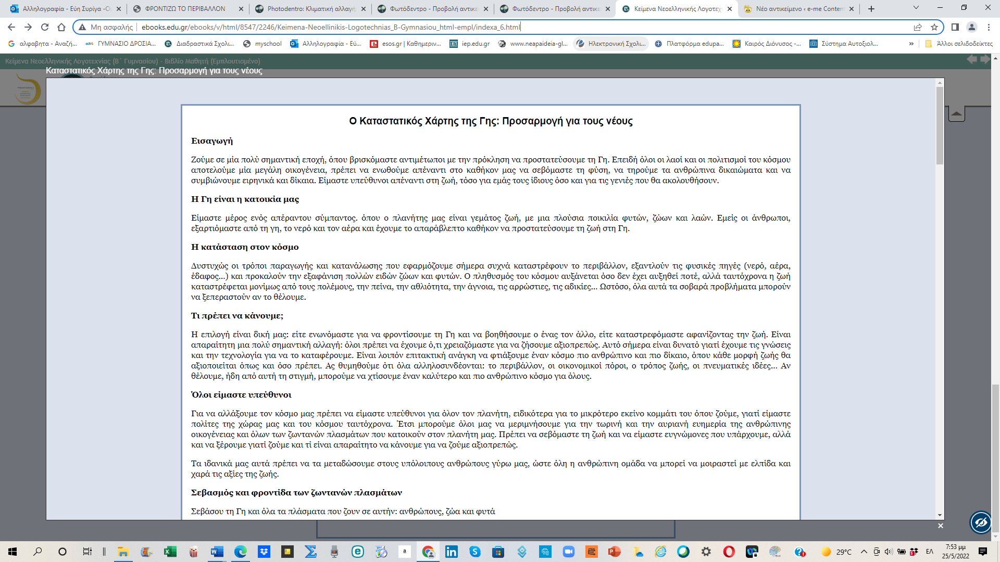 Αλληλογραφία - Εύη Συρίγα -Ou
ΦΡΟΝΤΙΖΩ ΤΟ ΠΕΡΙΒΑΛΛΟΝ
Photodentro: Κλιματική αλλαγή
Φωτόδεντρο - Προβολή αντικει
Φωτόδεντρο - Προβολή αντικε
Κείμενα Νεοελληνικής Λογοτεχν
Νέο αντικείμενο ‹ e-me Content
Μη ασφαλής
ebooks.edu.gr/ebooks/v/html/8547/2246/Keimena-Neoellinikis-Logotechnias_B-Gymnasiou_html-empl/indexa_6.html
αλφαβητα - Αναζή...
ΓΥΜΝΑΣΙΟ ΔΡΟΣΙΑ...
Διαδραστικά Σχολι...
myschool
Αλληλογραφία - Εύ...
esos.gr | Καθημεριν...
iep.edu.gr
www.neapaideia-gl...
Ηλεκτρονική Σχολι...
Πλατφόρμα edupa...
Καιρός Διόνυσος -...
Σύστημα Αυτοξιολ...
»
Άλλοι σελιδοδείκτες
Κείμενα Νεοελληνικής Λογοτεχνίας (Β΄ Γυμνασίου) - Βιβλίο Μαθητή (Εμπλουτισμένο)
Καταστατικός Χάρτης της Γης: Προσαρμογή για τους νέους
Ο Καταστατικός Χάρτης της Γης: Προσαρμογή για τους νέους
Εισαγωγή
Ζούμε σε μία πολύ σημαντική εποχή, όπου βρισκόμαστε αντιμέτωποι με την πρόκληση να προστατεύσουμε τη Γη. Επειδή όλοι οι λαοί και οι πολιτισμοί του κόσμου
αποτελούμε μία μεγάλη οικογένεια, πρέπει να ενωθούμε απέναντι στο καθήκον μας να σεβόμαστε τη φύση, να τηρούμε τα ανθρώπινα δικαιώματα και να
συμβιώνουμε ειρηνικά και δίκαια. Είμαστε υπεύθυνοι απέναντι στη ζωή, τόσο για εμάς τους ίδιους όσο και για τις γενιές που θα ακολουθήσουν.
Η Γη είναι η κατοικία μας
Είμαστε μέρος ενός απέραντου σύμπαντος. όπου ο πλανήτης μας είναι γεμάτος ζωή, με μια πλούσια ποικιλία φυτών, ζώων και λαών. Εμείς οι άνθρωποι,
εξαρτιόμαστε από τη γη, το νερό και τον αέρα και έχουμε το απαράβλεπτο καθήκον να προστατεύσουμε τη ζωή στη Γη.
Η κατάσταση στον κόσμο
Δυστυχώς οι τρόποι παραγωγής και κατανάλωσης που εφαρμόζουμε σήμερα συχνά καταστρέφουν το περιβάλλον, εξαντλούν τις φυσικές πηγές (νερό, αέρα,
έδαφος...) και προκαλούν την εξαφάνιση πολλών ειδών ζώων και φυτών. Ο πληθυσμός του κόσμου αυξάνεται όσο δεν έχει αυξηθεί ποτέ, αλλά ταυτόχρονα η ζωή
καταστρέφεται μονίμως από τους πολέμους, την πείνα, την αθλιότητα, την άγνοια, τις αρρώστιες, τις αδικίες... Ωστόσο, όλα αυτά τα σοβαρά προβλήματα μπορούν
να ξεπεραστούν αν το θέλουμε.
Τι πρέπει να κάνουμε;
Η επιλογή είναι δική μας: είτε ενωνόμαστε για να φροντίσουμε τη Γη και να βοηθήσουμε ο ένας τον άλλο, είτε καταστρεφόμαστε αφανίζοντας την ζωή. Είναι
απαραίτητη μια πολύ σημαντική αλλαγή: όλοι πρέπει να έχουμε ό,τι χρειαζόμαστε για να ζήσουμε αξιοπρεπώς. Αυτό σήμερα είναι δυνατό γιατί έχουμε τις γνώσεις
και την τεχνολογία για να το καταφέρουμε. Είναι λοιπόν επιτακτική ανάγκη να φτιάξουμε έναν κόσμο πιο ανθρώπινο και πιο δίκαιο, όπου κάθε μορφή ζωής θα
αξιοποιείται όπως και όσο πρέπει. Ας θυμηθούμε ότι όλα αλληλοσυνδέονται: το περιβάλλον, οι οικονομικοί πόροι, ο τρόπος ζωής, οι πνευματικές ιδέες... Αν
θέλουμε, ήδη από αυτή τη στιγμή, μπορούμε να χτίσουμε έναν καλύτερο και πιο ανθρώπινο κόσμο για όλους.
Όλοι είμαστε υπεύθυνοι
Για να αλλάξουμε τον κόσμο μας πρέπει να είμαστε υπεύθυνοι για όλον τον πλανήτη, ειδικότερα για το μικρότερο εκείνο κομμάτι του όπου ζούμε, γιατί είμαστε
πολίτες της χώρας μας και του κόσμου ταυτόχρονα. Έτσι μπορούμε όλοι μας να μεριμνήσουμε για την τωρινή και την αυριανή ευημερία της ανθρώπινης
οικογένειας και όλων των ζωντανών πλασμάτων που κατοικούν στον πλανήτη μας. Πρέπει να σεβόμαστε τη ζωή και να είμαστε ευγνώμονες που υπάρχουμε, αλλά
και να ξέρουμε γιατί ζούμε και τί είναι απαραίτητο να κάνουμε για να ζούμε αξιοπρεπώς.
Τα ιδανικά μας αυτά πρέπει να τα μεταδώσουμε στους υπόλοιπους ανθρώπους γύρω μας, ώστε όλη η ανθρώπινη ομάδα να μπορεί να μοιραστεί με ελπίδα και
χαρά τις αξίες της ζωής.
Σεβασμός και φροντίδα των ζωντανών πλασμάτων
Σεβάσου τη Γη και όλα τα πλάσματα που ζουν σε αυτήν: ανθρώπους, ζώα και φυτά
29°C
ΕΛ
7:53 μμ
25/5/2022